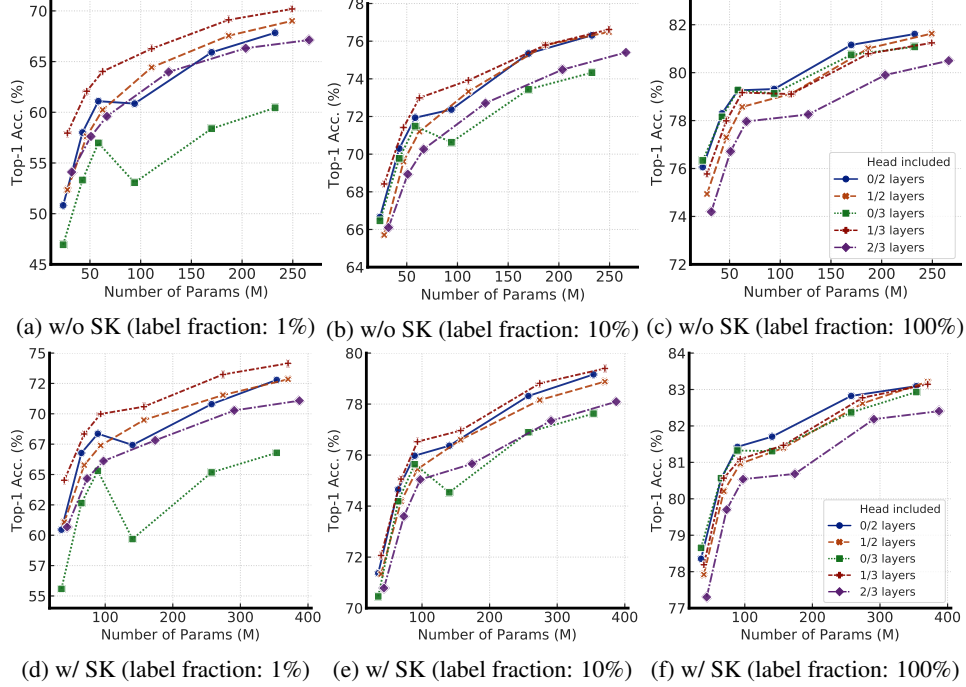 70
65
60
55
50
45
Top-1 Acc. (%)
50 100 150 200 250
Number of Params (M)
78
76
74
72
70
68
66
64
Top-1 Acc. (%)
50 100 150 200 250
Number of Params (M)
82
80
78
76
74
72
Top-1 Acc. (%)
50 100 150 200 250
Number of Params (M)
Head included
0/2 layers
1/2 layers
0/3 layers
1/3 layers
2/3 layers
(a) w/o SK (label fraction: 1%)
(b) w/o SK (label fraction: 10%)
(c) w/o SK (label fraction: 100%)
75
72
70
67
65
62
60
57
55
Top-1 Acc. (%)
100 200 300 400
Number of Params (M)
80
78
76
74
72
70
Top-1 Acc. (%)
100 200 300 400
Number of Params (M)
84
83
82
81
80
79
78
77
Top-1 Acc. (%)
100 200 300 400
Number of Params (M)
Head included
0/2 layers
1/2 layers
0/3 layers
1/3 layers
2/3 layers
(d) w/ SK (label fraction: 1%)
(e) w/ SK (label fraction: 10%)
(f) w/ SK (label fraction: 100%)